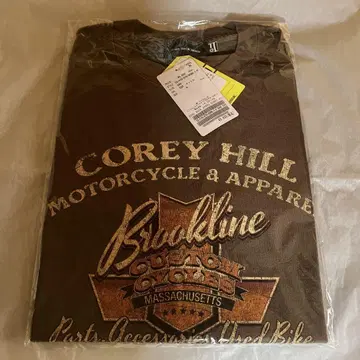 COREY HILL
MOTORCYCLE & APPARE
Brookline
CUSTOM
CYCLES
MASSACHUSETTS
Parts Accessories Used Bike